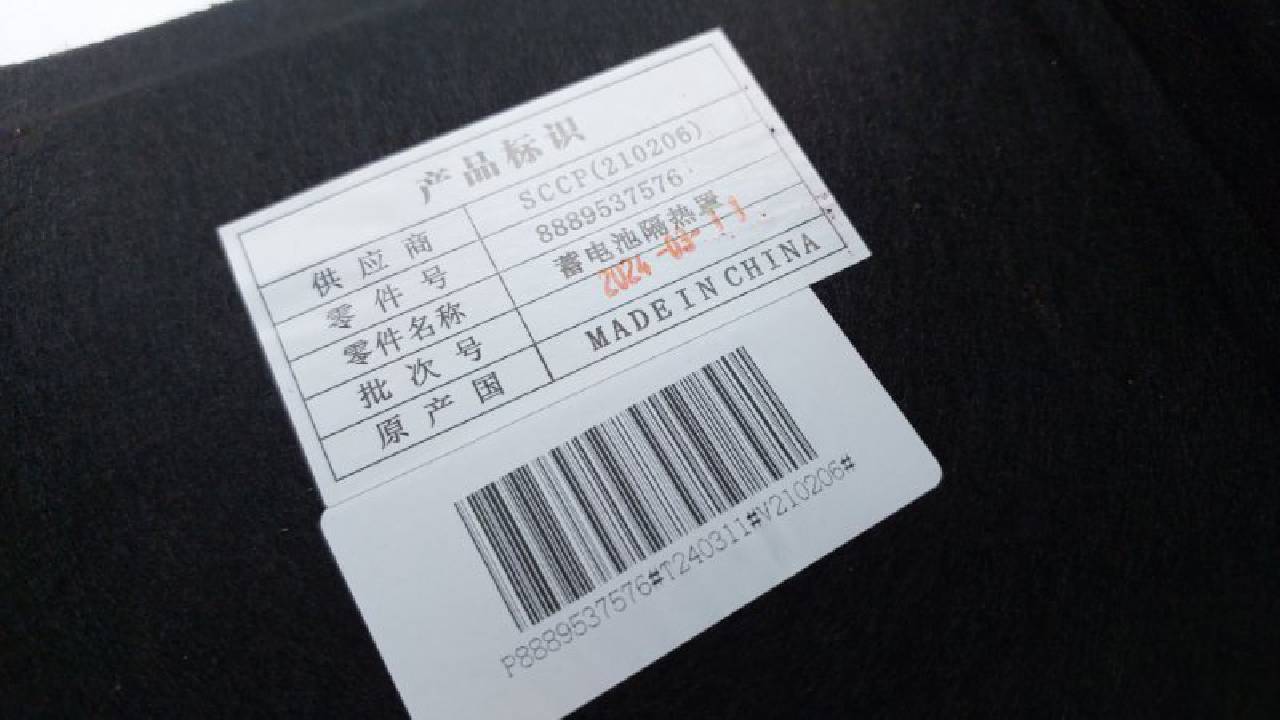 产品标识
供应商 SCCP(210206)
零件号 8889537576
零件名称 蓄电池隔热罩
批次号 2024-03-11
原产国 MADE IN CHINA
P8889537576#T240311#V210206#